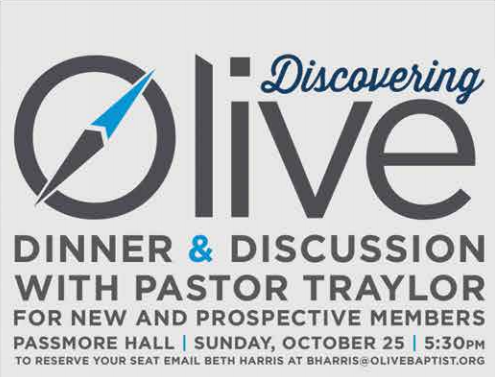 Discovering
Olive
DINNER & DISCUSSION
WITH PASTOR TRAYLOR
FOR NEW AND PROSPECTIVE MEMBERS
PASSMORE HALL | SUNDAY, OCTOBER 25 | 5:30PM
TO RESERVE YOUR SEAT EMAIL BETH HARRIS AT BHARRIS@OLIVEBAPTIST.ORG